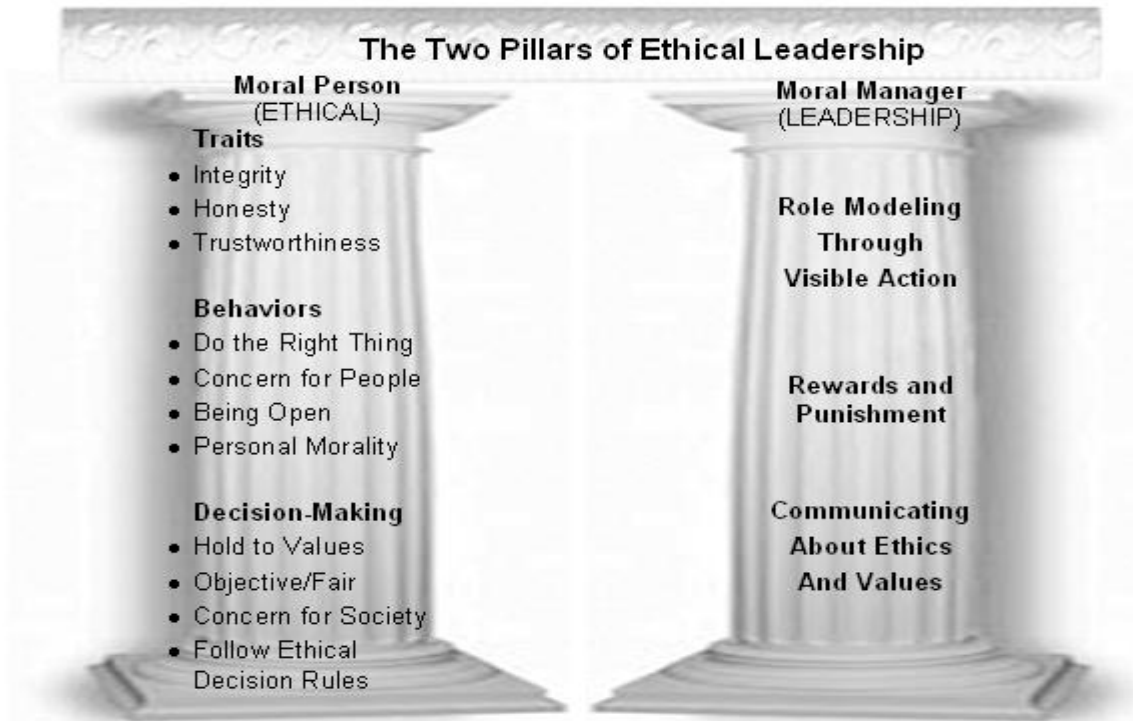 The Two Pillars of Ethical Leadership
Moral Person
(ETHICAL)
Traits
• Integrity
• Honesty
• Trustworthiness
Behaviors
• Do the Right Thing
• Concern for People
• Being Open
• Personal Morality
Decision-Making
• Hold to Values
• Objective/Fair
• Concern for Society
• Follow Ethical
Decision Rules
Moral Manager
(LEADERSHIP)
Role Modeling
Through
Visible Action
Rewards and
Punishment
Communicating
About Ethics
And Values